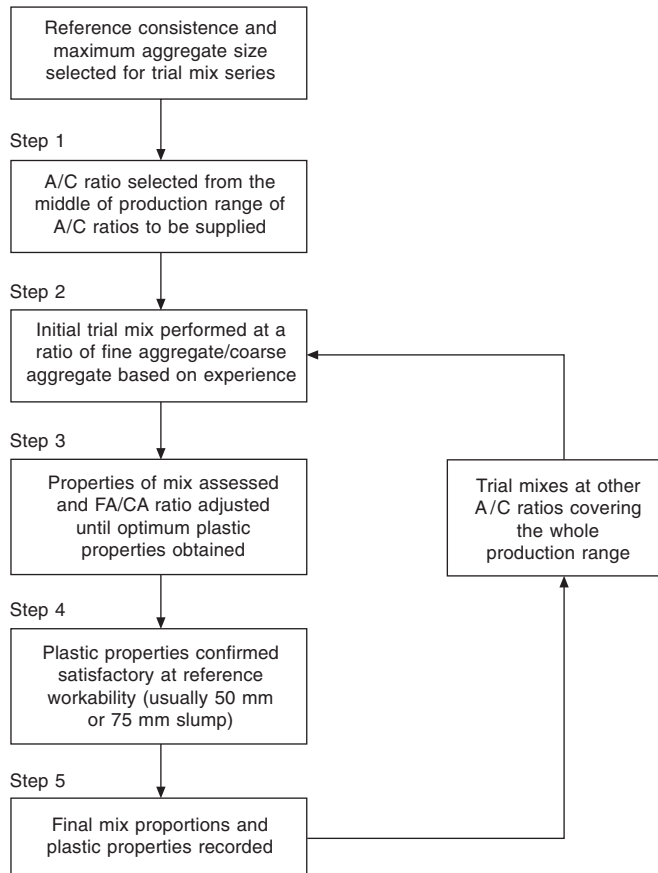 Reference consistence and
maximum aggregate size
selected for trial mix series
Step 1
A/C ratio selected from the
middle of production range of
A/C ratios to be supplied
Step 2
Initial trial mix performed at a
ratio of fine aggregate/coarse
aggregate based on experience
Step 3
Properties of mix assessed
and FA/CA ratio adjusted
until optimum plastic
properties obtained
Trial mixes at other
A/C ratios covering
the whole
production range
Step 4
Plastic properties confirmed
satisfactory at reference
workability (usually 50 mm
or 75 mm slump)
Step 5
Final mix proportions and
plastic properties recorded